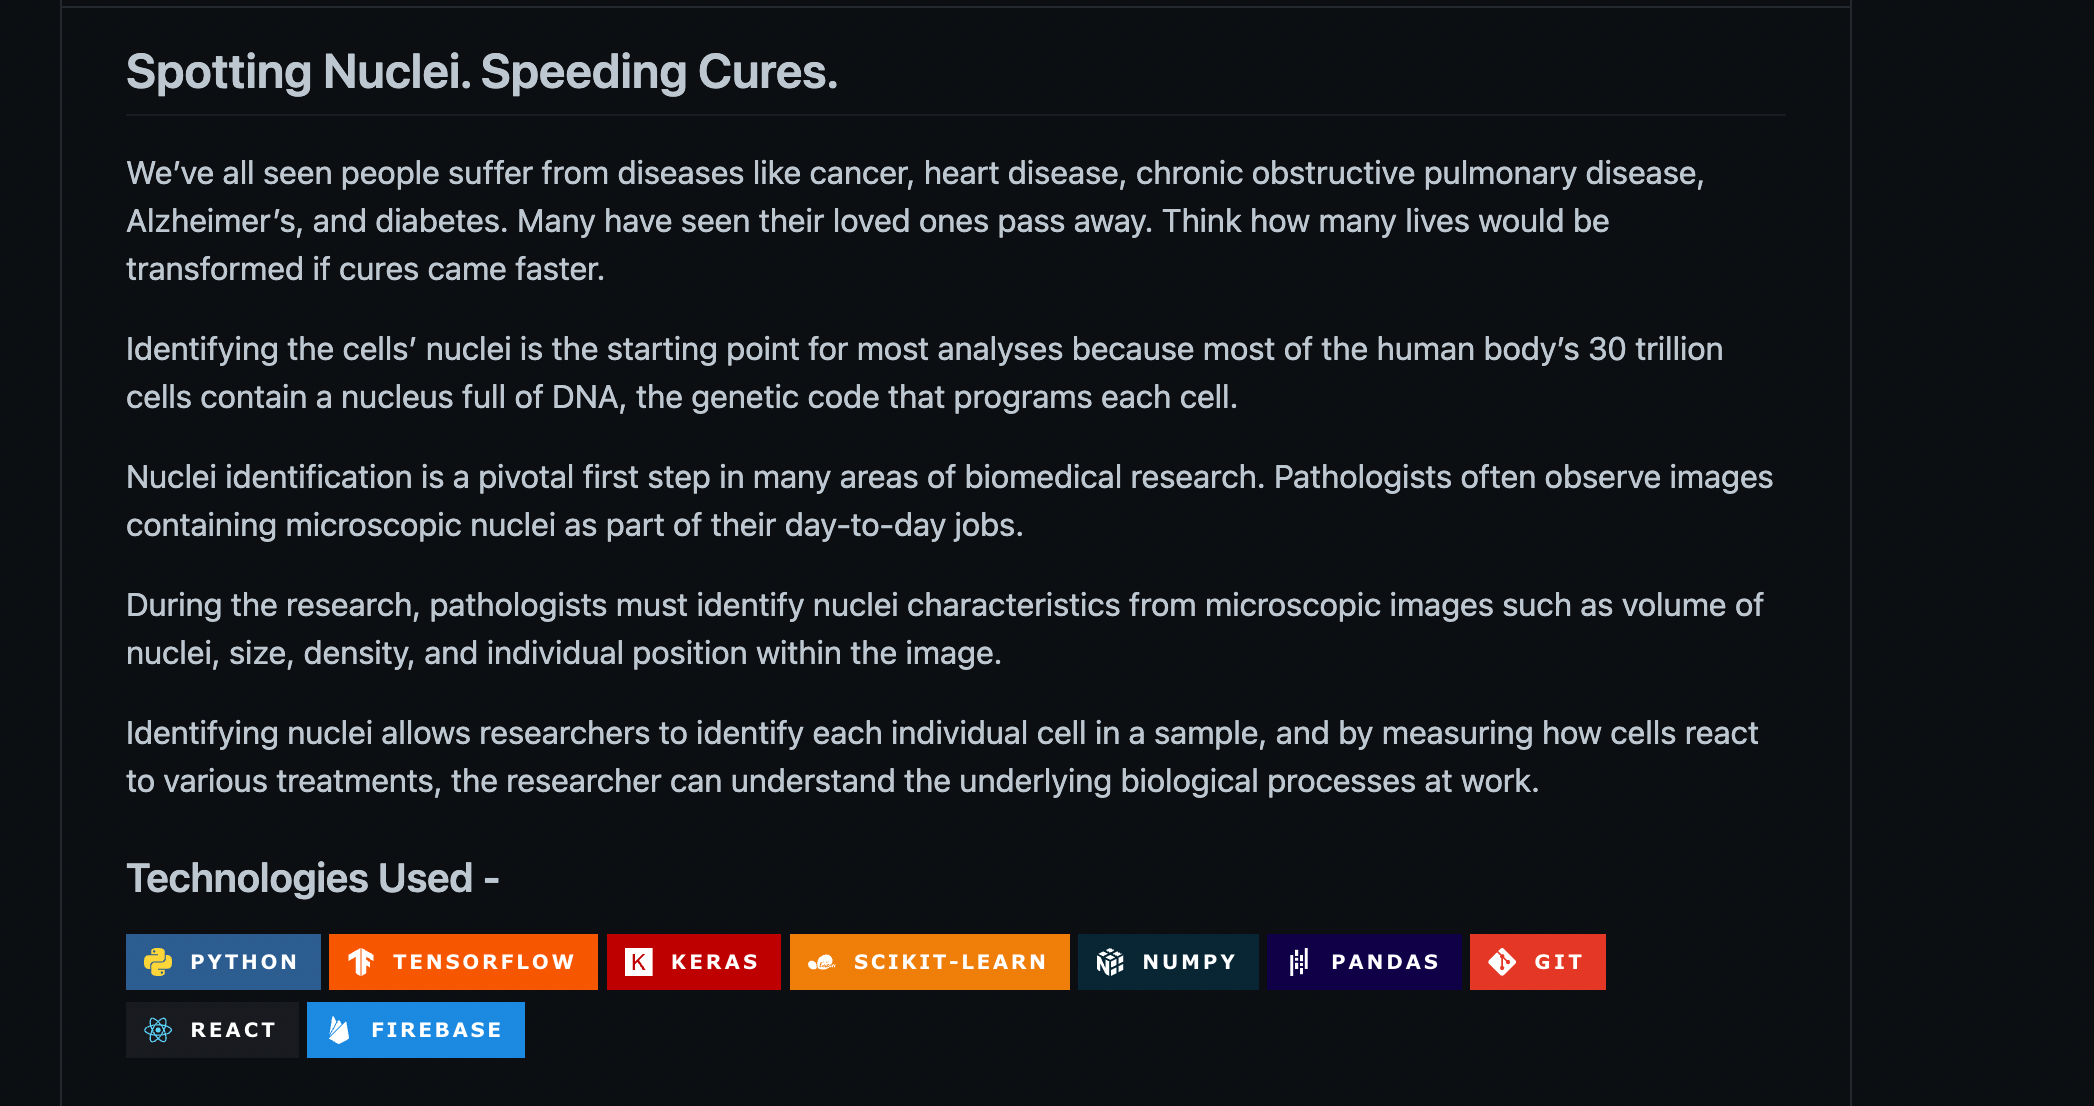 Spotting Nuclei. Speeding Cures.
We’ve all seen people suffer from diseases like cancer, heart disease, chronic obstructive pulmonary disease,
Alzheimer’s, and diabetes. Many have seen their loved ones pass away. Think how many lives would be
transformed if cures came faster.
Identifying the cells’ nuclei is the starting point for most analyses because most of the human body’s 30 trillion
cells contain a nucleus full of DNA, the genetic code that programs each cell.
Nuclei identification is a pivotal first step in many areas of biomedical research. Pathologists often observe images
containing microscopic nuclei as part of their day-to-day jobs.
During the research, pathologists must identify nuclei characteristics from microscopic images such as volume of
nuclei, size, density, and individual position within the image.
Identifying nuclei allows researchers to identify each individual cell in a sample, and by measuring how cells react
to various treatments, the researcher can understand the underlying biological processes at work.
Technologies Used -
PYTHON TENSORFLOW K KERAS SCIKIT-LEARN NUMPY PANDAS GIT
REACT FIREBASE